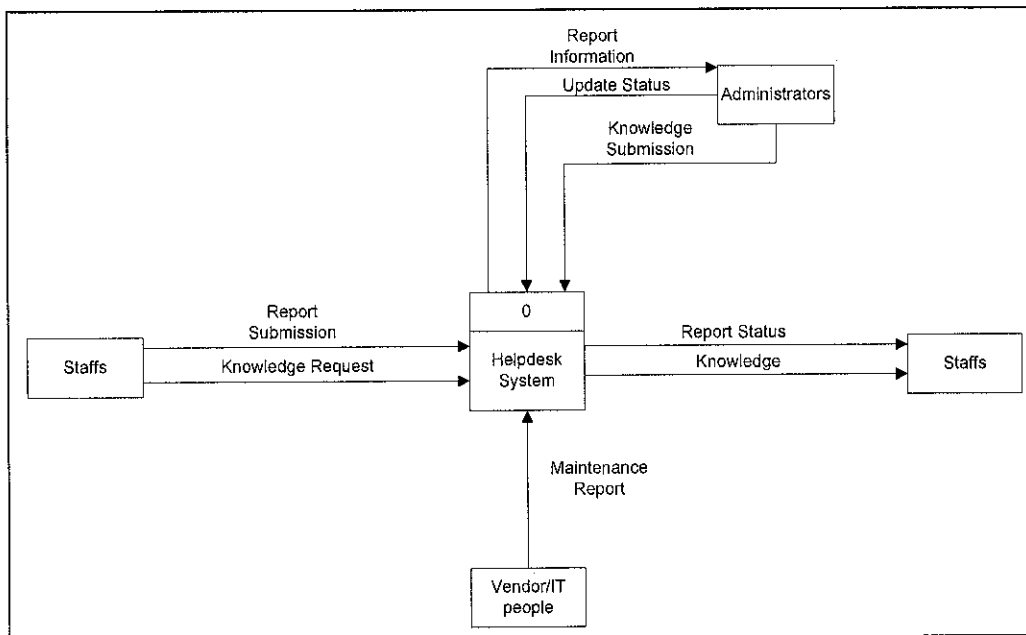 Report
Information
Update Status
Administrators
Knowledge
Submission
0
Report
Submission
Report Status
Staffs
Knowledge Request
Helpdesk
System
Knowledge
Staffs
Maintenance
Report
Vendor/IT
people